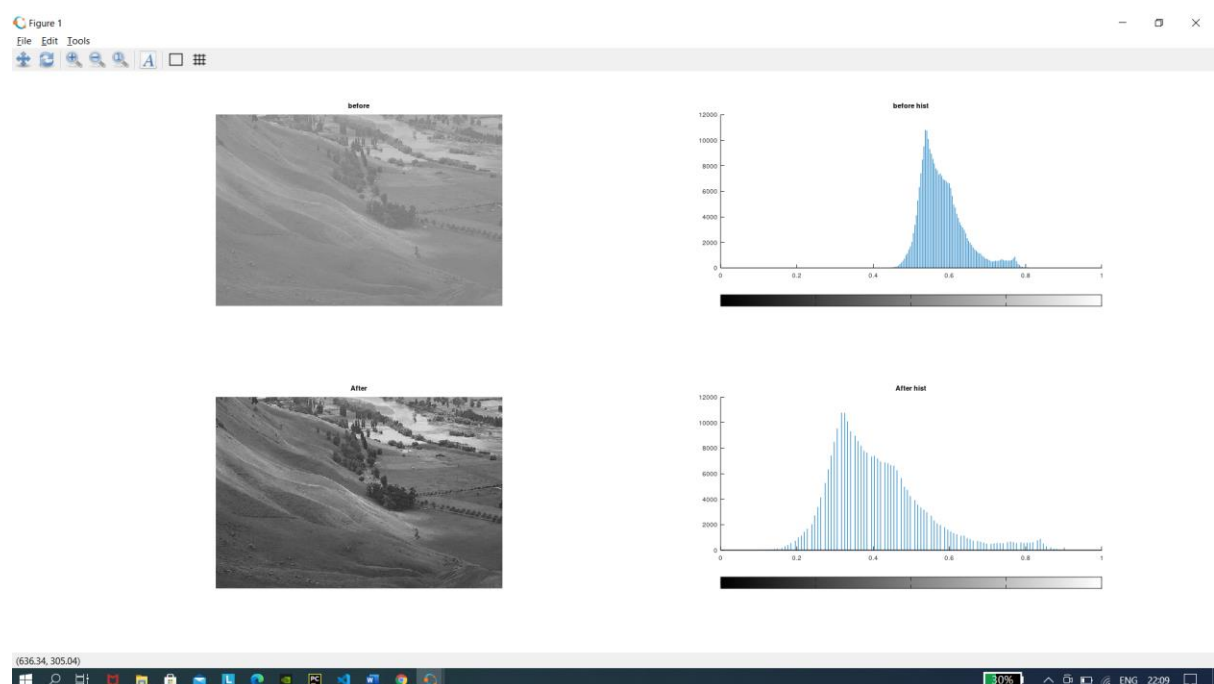 Figure 1
File Edit Tools
A
before
before hist
12000
10000
8000
6000
4000
2000
0
0 0.2 0.4 0.6 0.8 1
After
After hist
12000
10000
8000
6000
4000
2000
0
0 0.2 0.4 0.6 0.8 1
(636.34, 305.04)
L PC 30% ENG 22:09